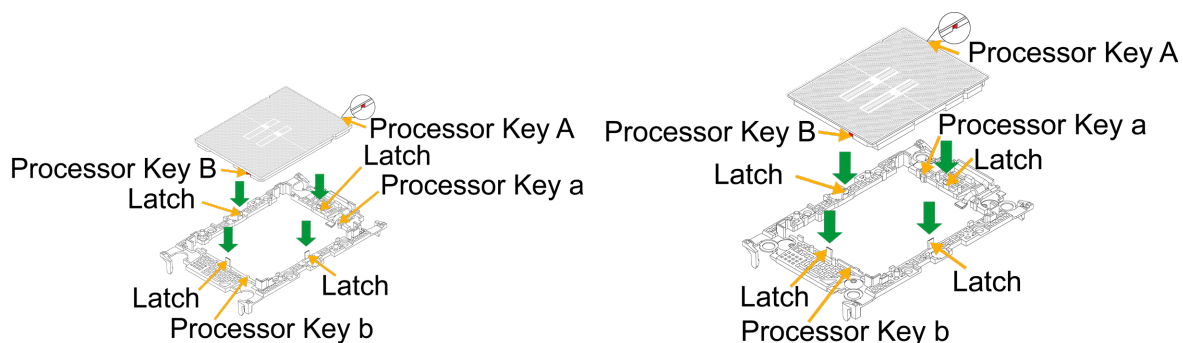 Processor Key A
Latch
Processor Key B
Processor Key a
Latch
Latch
Latch
Processor Key b
Processor Key A
Processor Key B
Processor Key a
Latch
Latch
Latch
Latch
Processor Key b